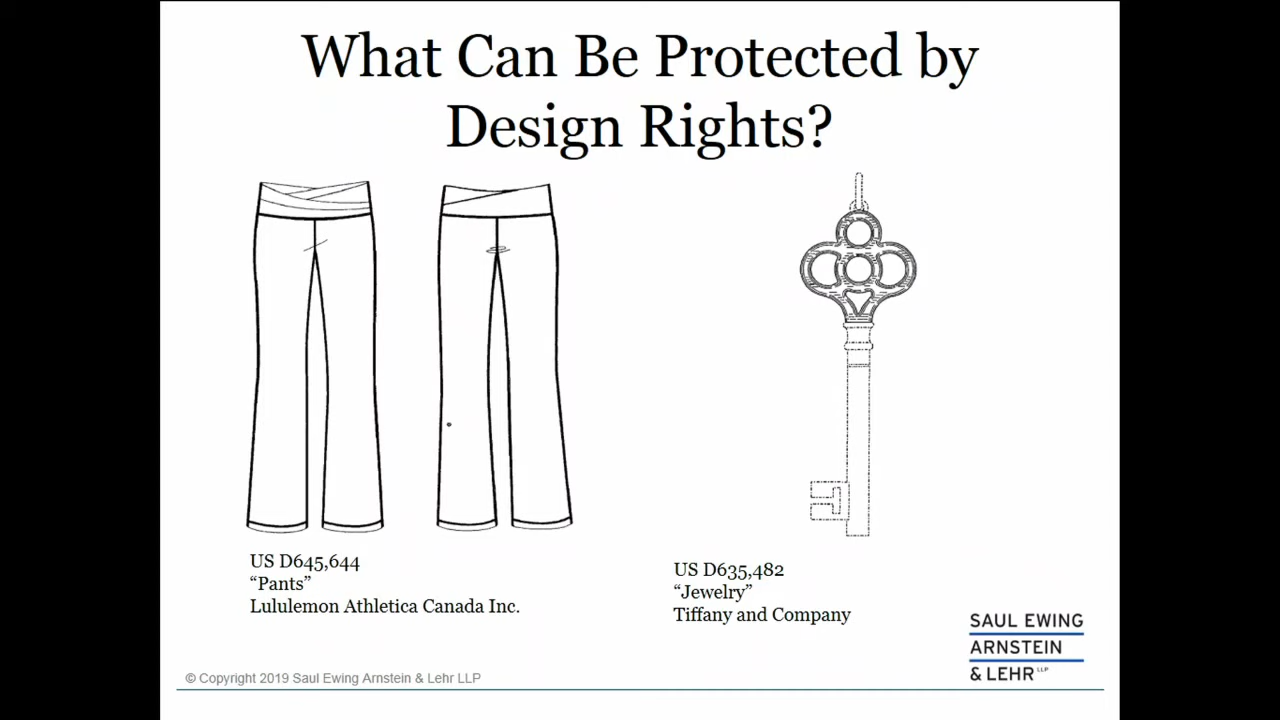 What Can Be Protected by
Design Rights?
US D645,644
“Pants”
Lululemon Athletica Canada Inc.
US D635,482
“Jewelry”
Tiffany and Company
SAUL EWING
ARNSTEIN
& LEHR LLP
© Copyright 2019 Saul Ewing Arnstein & Lehr LLP